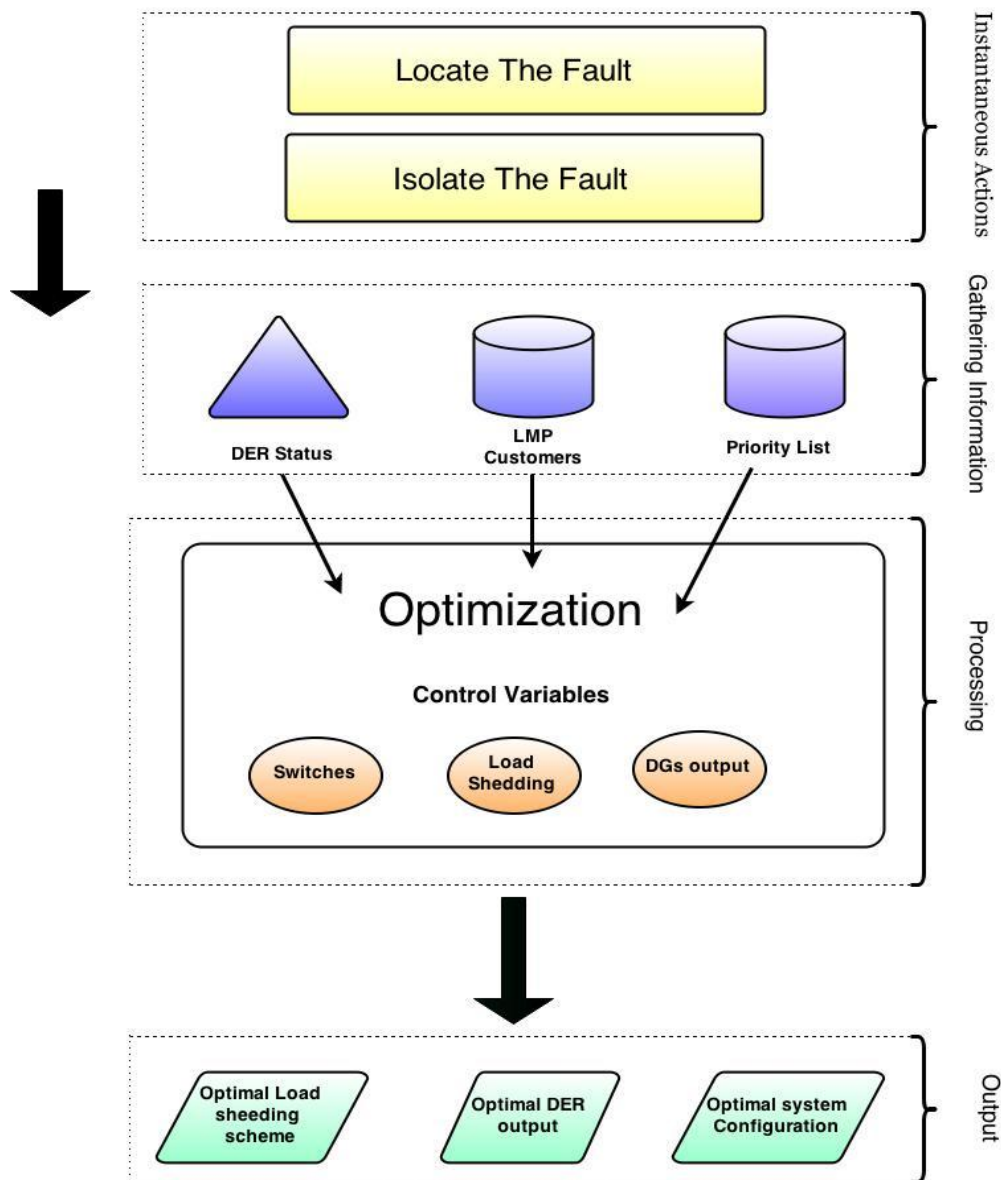 Instantaneous Actions
Locate The Fault
Isolate The Fault
Gathering Information
DER Status
LMP
Customers
Priority List
Processing
Optimization
Control Variables
Switches
Load
Shedding
DGs output
Output
Optimal Load
sheeding
scheme
Optimal DER
output
Optimal system
Configuration